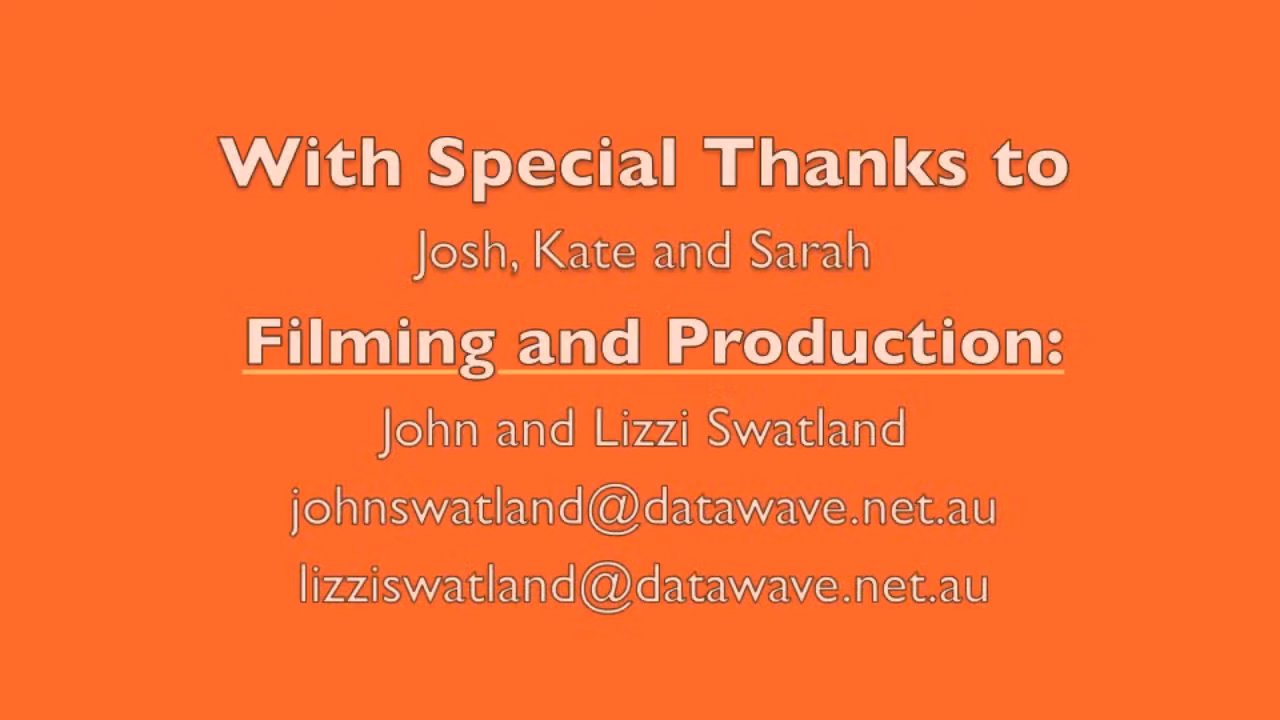 With Special Thanks to
Josh, Kate and Sarah
Filming and Production:
John and Lizzi Swatland
johnswatland@datawave.net.au
lizziswatland@datawave.net.au